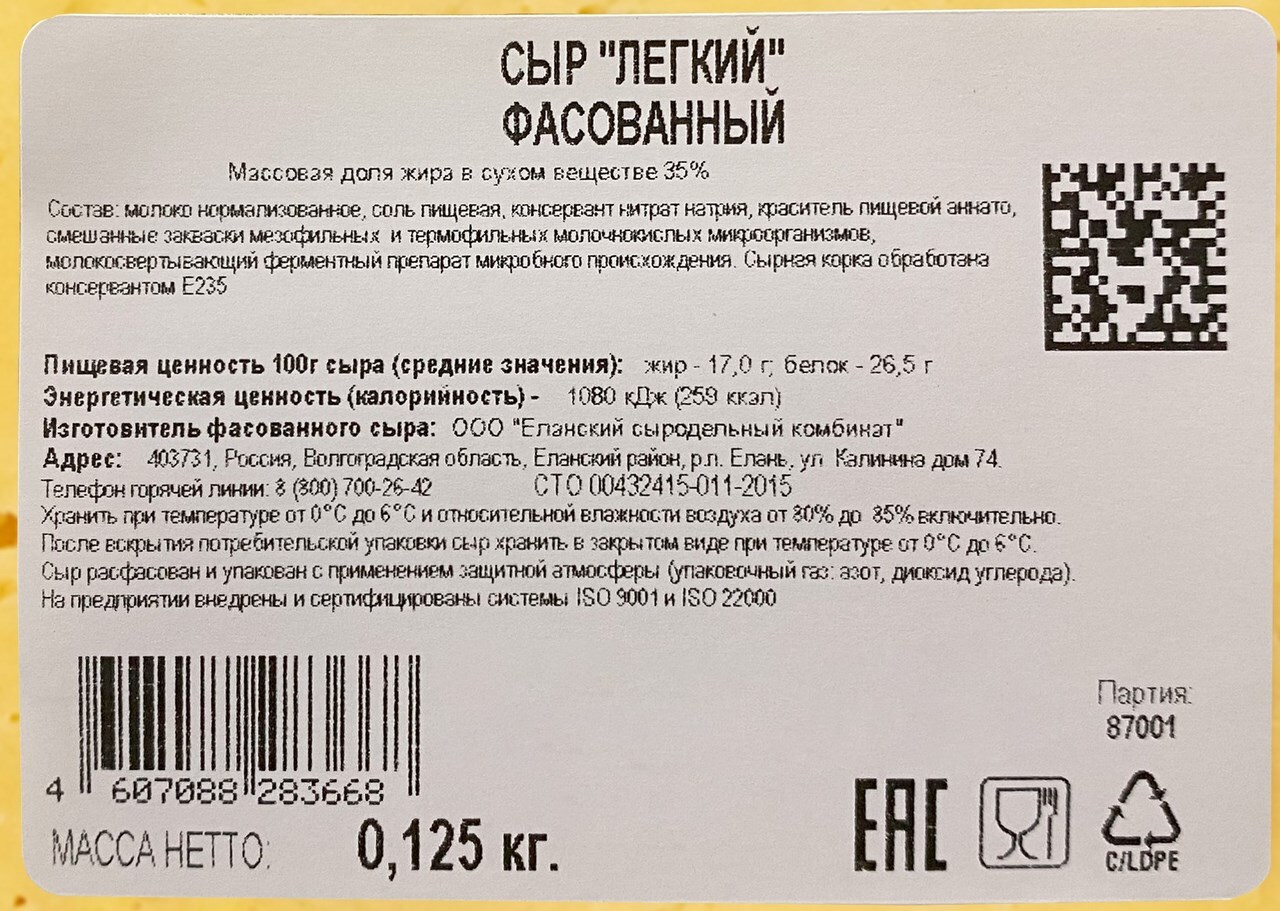 СЫР "ЛЕГКИЙ"
ФАСОВАННЫЙ
Массовая доля жира в сухом веществе 35%
Состав: молоко нормализованное, соль пищевая, консервант нитрат натрия, краситель пищевой аннато,
смешанные закваски мезофильных и термофильных молочнокислых микроорганизмов,
молокосвертывающий ферментный препарат микробного происхождения. Сырная корка обработана
консервантом Е235
Пищевая ценность 100г сыра (средние значения): жир - 17,0 г; белок - 26,5 г
Энергетическая ценность (калорийность) - 1080 кДж (259 ккал)
Изготовитель фасованного сыра: ООО "Еланский сыродельный комбинат"
Адрес: 403731, Россия, Волгоградская область, Еланский район, р.п. Елань, ул Калинина дом 74.
Телефон горячей линии: 8 (800) 700-26-42 СТО 00432415-011-2015
Хранить при температуре от 0°С до 6°С и относительной влажности воздуха от 80% до 85% включительно.
После вскрытия потребительской упаковки сыр хранить в закрытом виде при температуре от 0°С до 6°С.
Сыр расфасован и упакован с применением защитной атмосферы (упаковочный газ: азот, диоксид углерода).
На предприятии внедрены и сертифицированы системы ISO 9001 и ISO 22000
Партия:
87001
4 607088 283668
МАССА НЕТТО: 0,125 кг.
ЕАС
C/LDPE